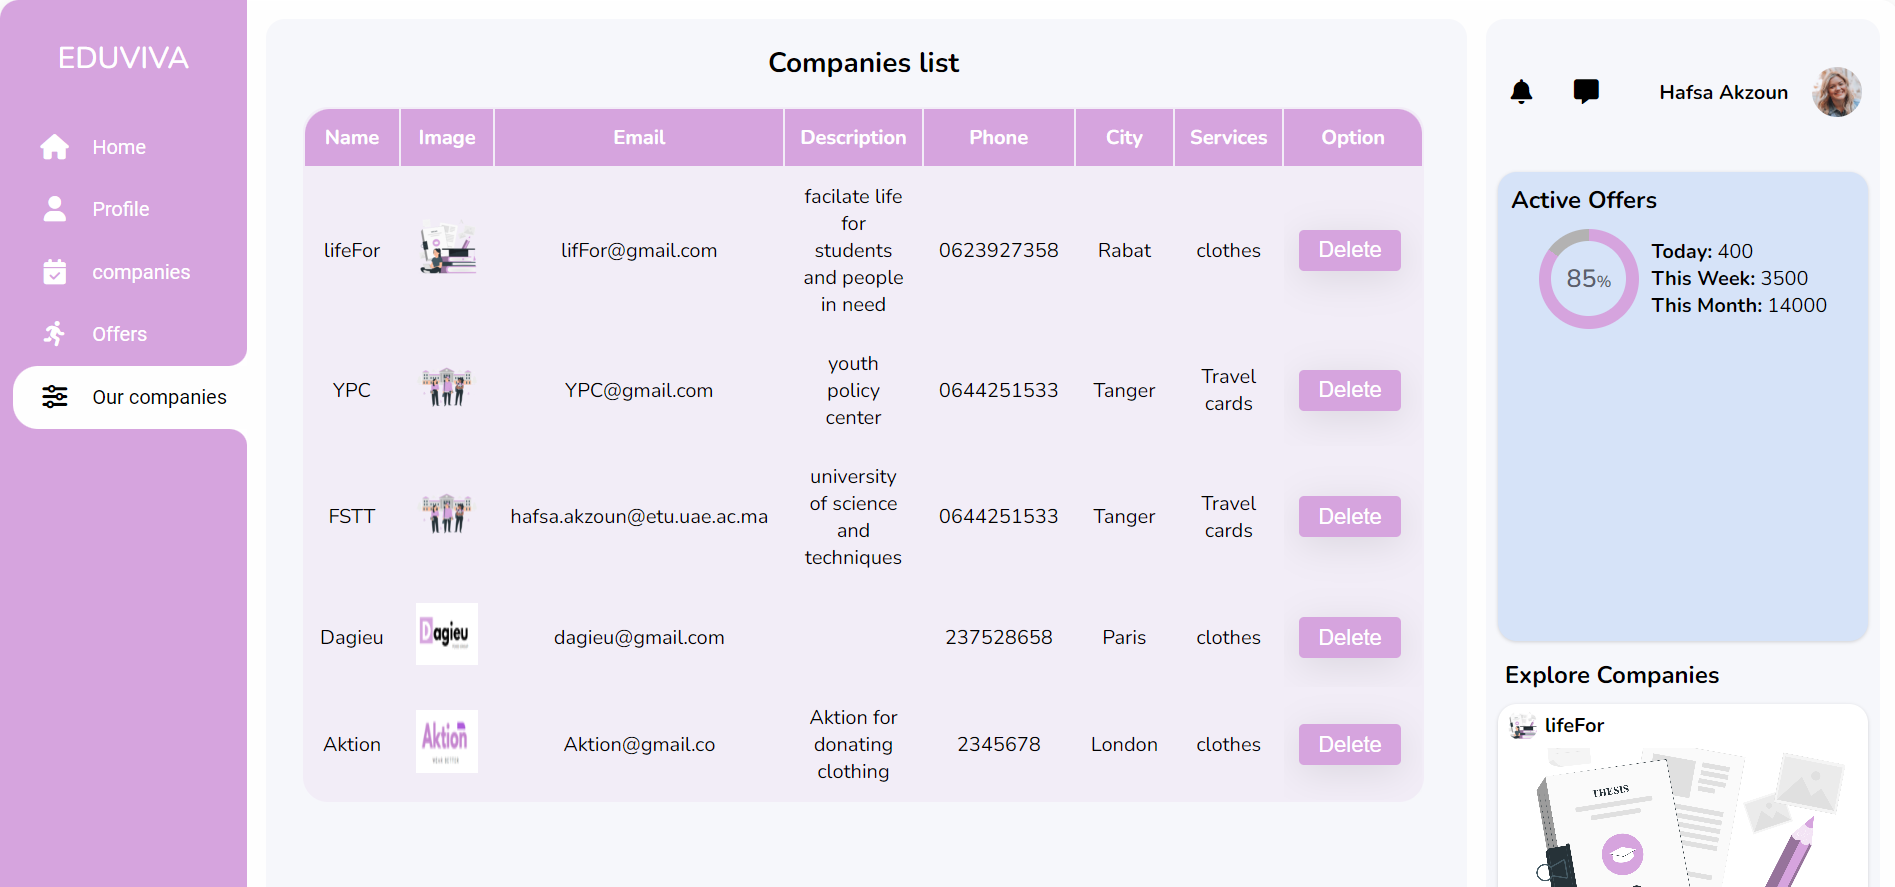 EDUVIVA
Home
Profile
companies
Offers
Our companies
Companies list
Name Image Email Description Phone City Services Option
lifeFor lifFor@gmail.com facilate life for students and people in need 0623927358 Rabat clothes Delete
YPC YPC@gmail.com youth policy center 0644251533 Tanger Travel cards Delete
FSTT hafsa.akzoun@etu.uae.ac.ma university of science and techniques 0644251533 Tanger Travel cards Delete
Dagieu Dagieu dagieu@gmail.com 237528658 Paris clothes Delete
Aktion Aktion Aktion@gmail.co Aktion for donating clothing 2345678 London clothes Delete
Hafsa Akzoun
Active Offers
85%
Today: 400
This Week: 3500
This Month: 14000
Explore Companies
lifeFor
THESIS